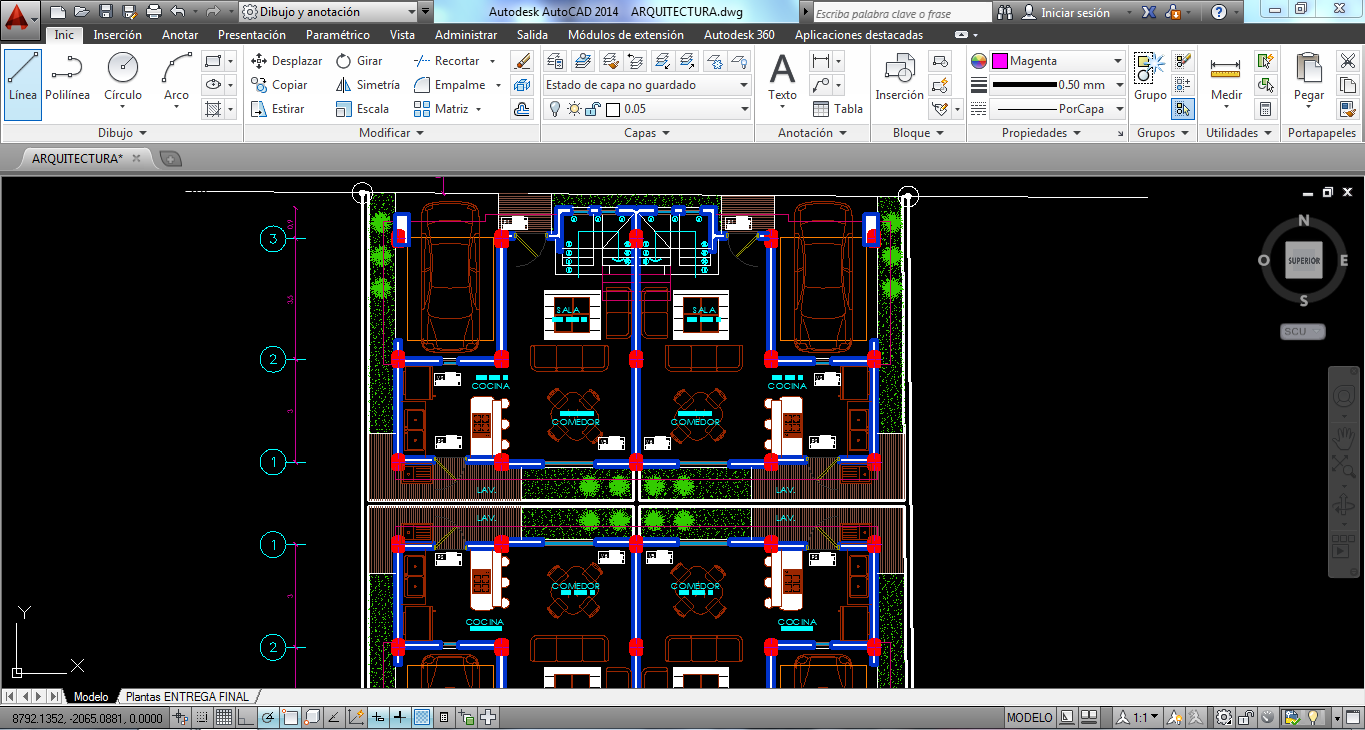 Dibujo y anotación
Autodesk AutoCAD 2014 ARQUITECTURA.dwg
Escriba palabra clave o frase
Iniciar sesión
Inic Inserción Anotar Presentación Paramétrico Vista Administrar Salida Módulos de extensión Autodesk 360 Aplicaciones destacadas
Línea Polilínea Círculo Arco
Desplazar Girar Recortar
Copiar Simetría Empalme
Estirar Escala Matriz
Estado de capa no guardado
0.05
Texto
Tabla
Inserción
Magenta
0.50 mm
PorCapa
Grupo
Medir
Pegar
Dibujo Modificar Capas Anotación Bloque Propiedades Grupos Utilidades Portapapeles
ARQUITECTURA*
N
O SUPERIOR E
S
SCU
3
3.5
2
3
1
1
3
2
SALA SALA
COCINA COCINA
COMEDOR COMEDOR
LAV. LAV.
LAV. LAV.
COMEDOR COMEDOR
COCINA COCINA
Y
X
Modelo Plantas ENTREGA FINAL
8792.1352, -2065.0881, 0.0000
MODELO
1:1